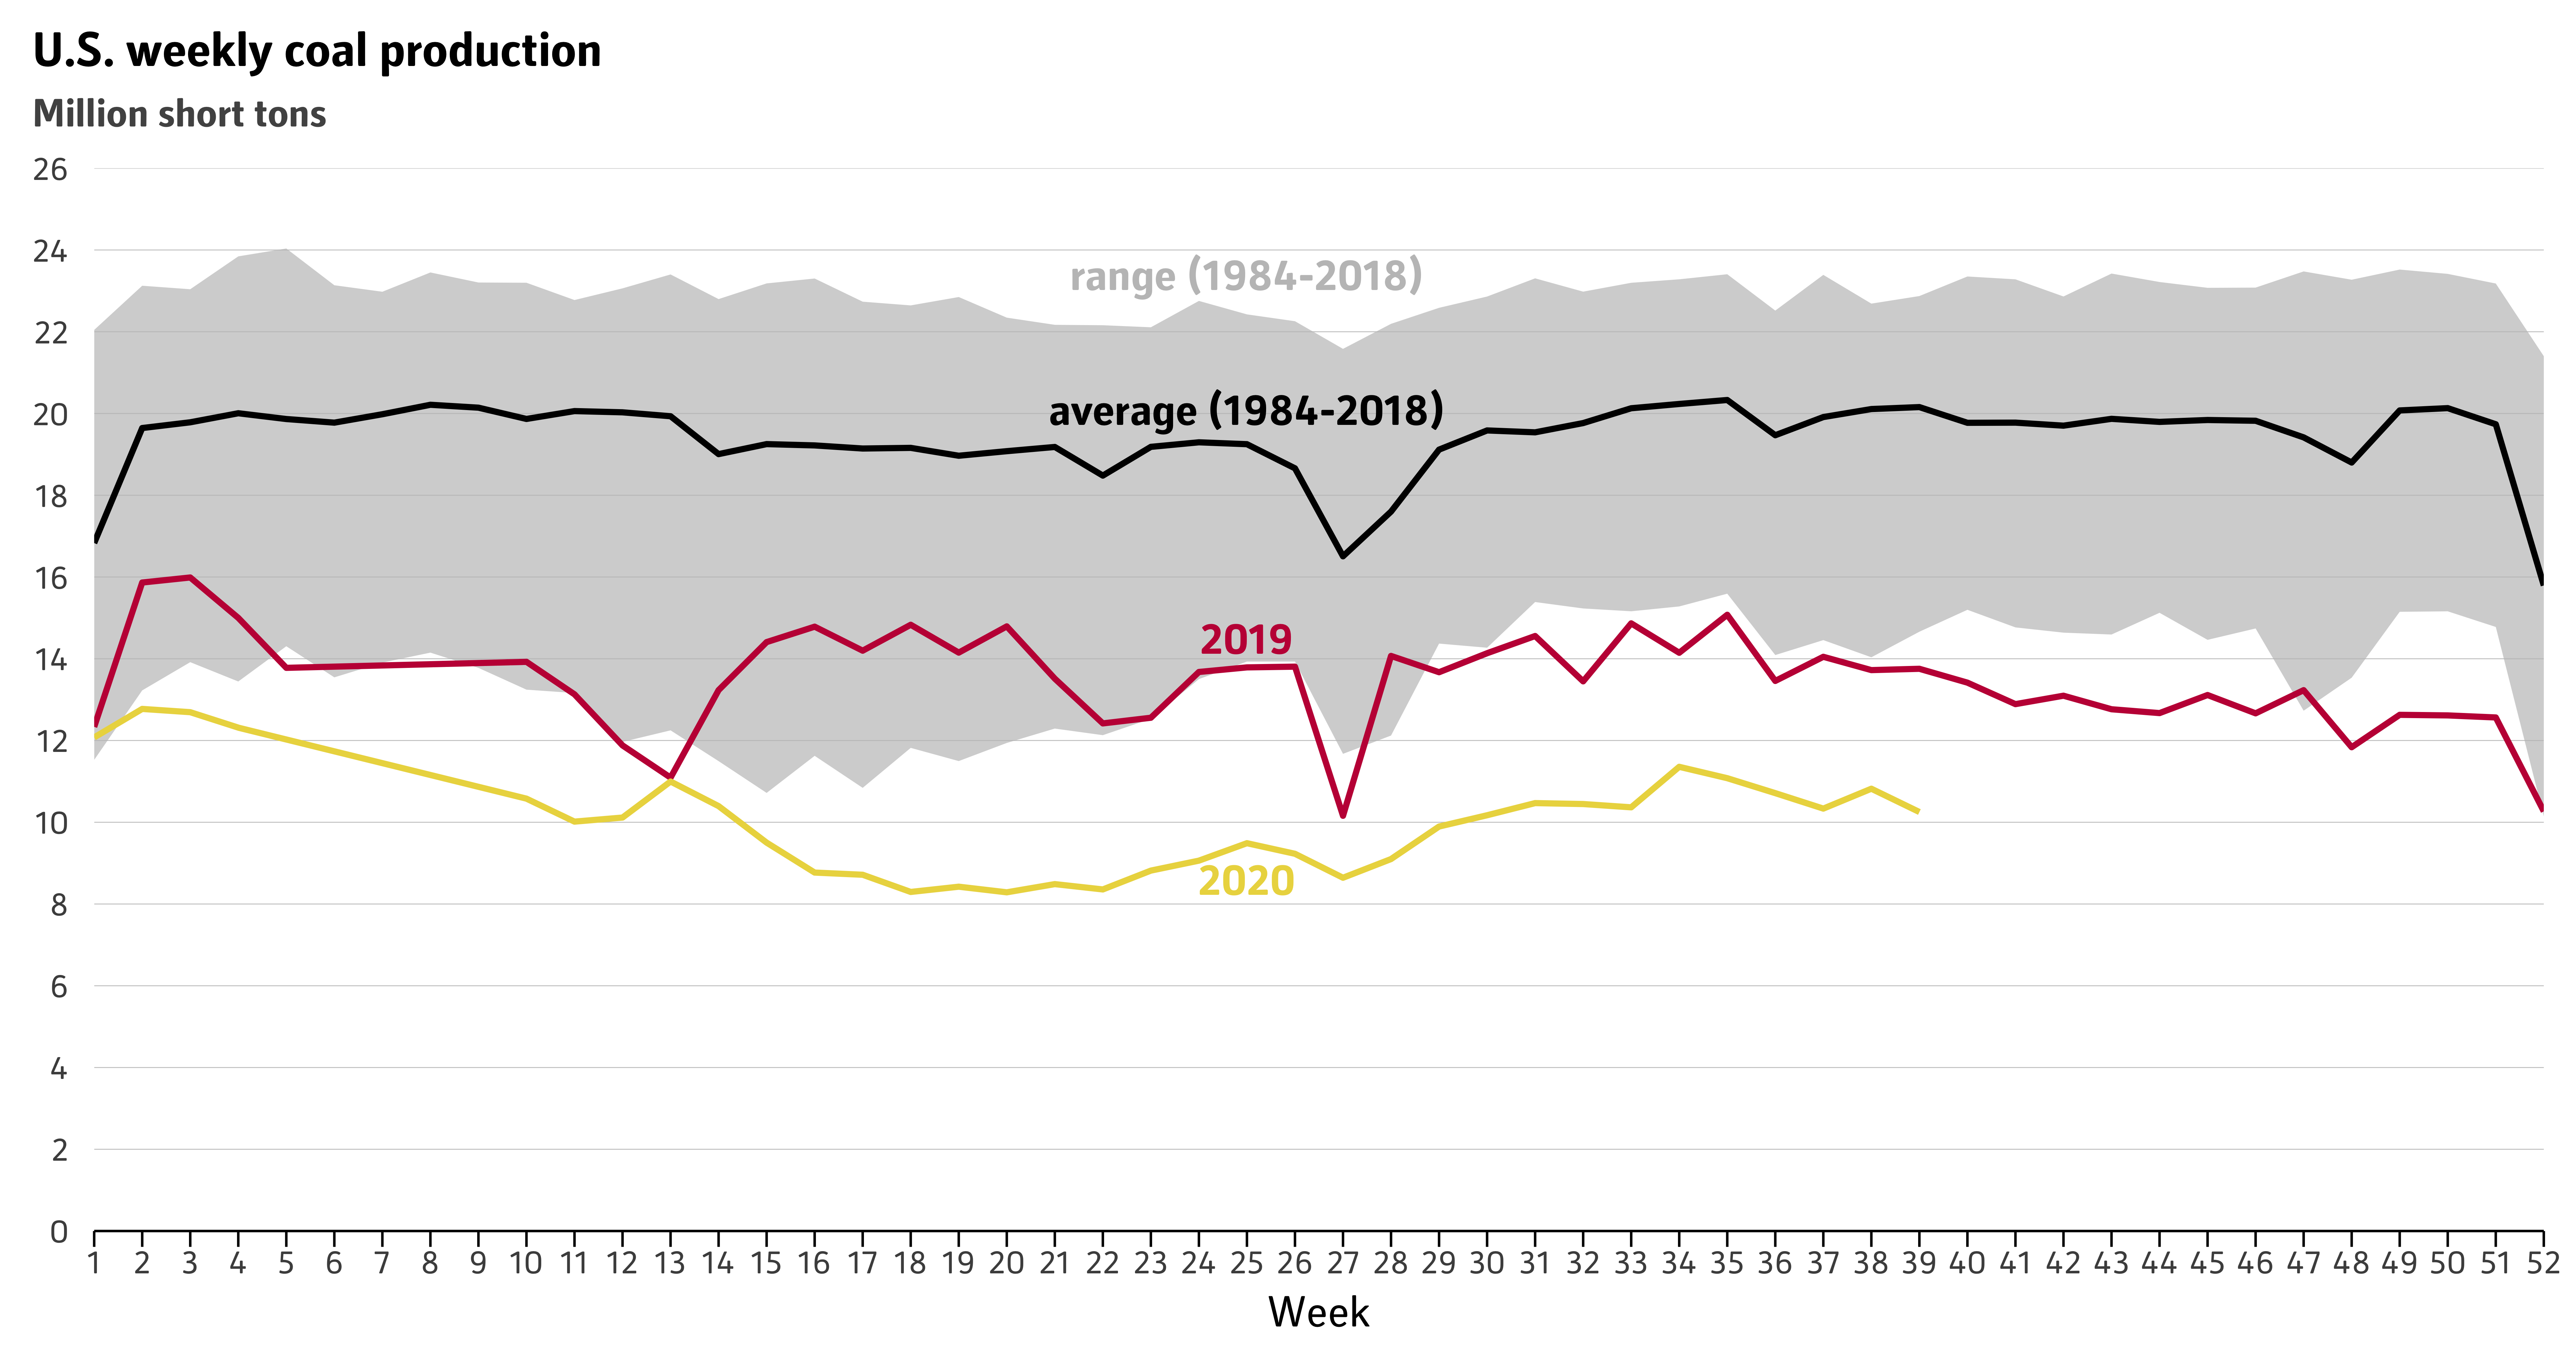 U.S. weekly coal production
Million short tons
26
24
range (1984-2018)
22
average (1984-2018)
20
18
16
2019
14
12
10
2020
8
6
4
2
0
1 2 3 4 5 6 7 8 9 10 11 12 13 14 15 16 17 18 19 20 21 22 23 24 25 26 27 28 29 30 31 32 33 34 35 36 37 38 39 40 41 42 43 44 45 46 47 48 49 50 51 52
Week